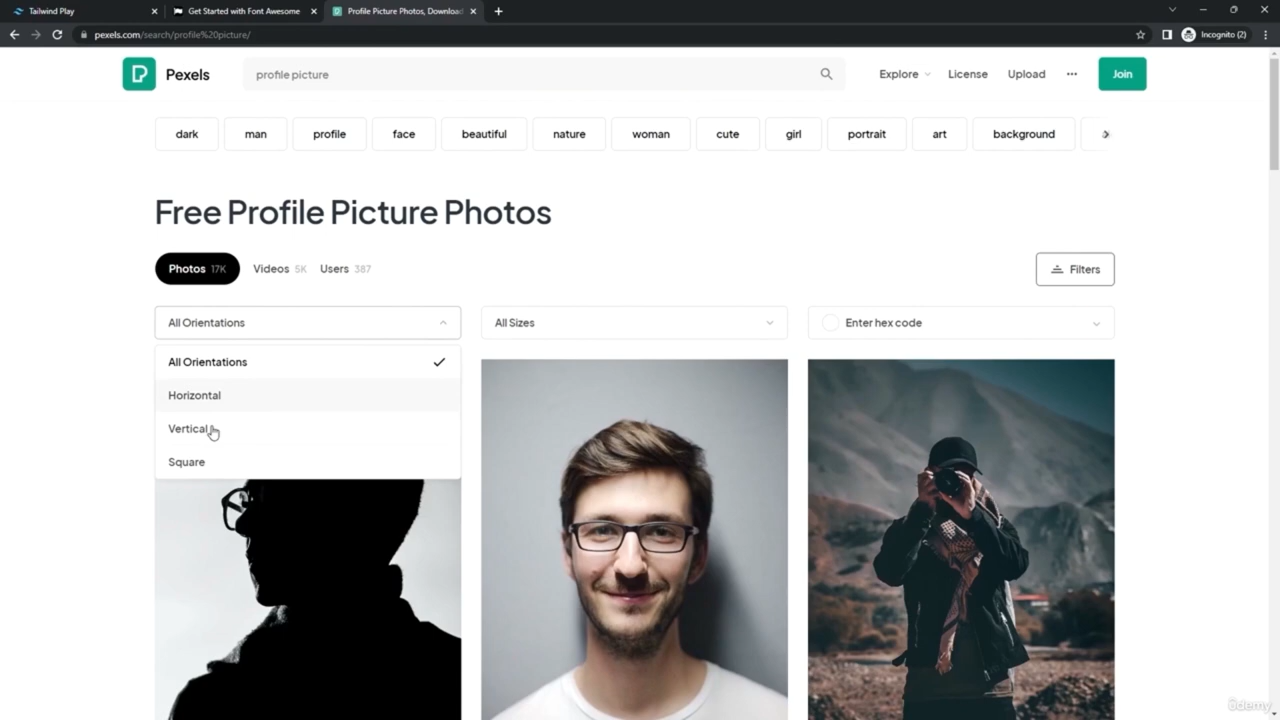 Tailwind Play
Get Started with Font Awesome
Profile Picture Photos, Download
pexels.com/search/profile%20picture/
Incognito (2)
Pexels
profile picture
Explore
License
Upload
Join
dark
man
profile
face
beautiful
nature
woman
cute
girl
portrait
art
background
Free Profile Picture Photos
Photos 17K
Videos 5K
Users 387
Filters
All Orientations
All Sizes
Enter hex code
All Orientations
Horizontal
Vertical
Square
ûdemy